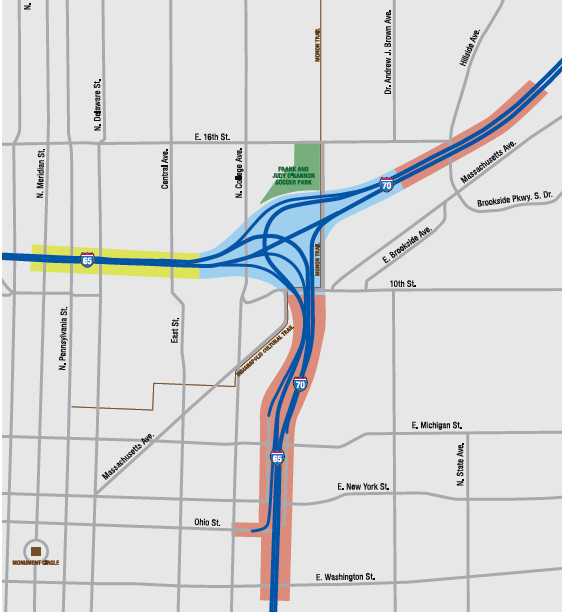 N.
MONON TRAIL
Dr. Andrew J. Brown Ave.
Hillside Ave.
N. Delaware St.
E. 16th St.
N. Meridian St.
Central Ave.
N. College Ave.
FRANK AND
JUDY O'BANNON
SOCCER PARK
70
Massachusetts Ave.
Brookside Pkwy. S. Dr.
E. Brookside Ave.
65
MONON TRAIL
10th St.
N. Pennsylvania St.
East St.
INDIANAPOLIS CULTURAL TRAIL
70
Massachusetts Ave.
E. Michigan St.
65
N. State Ave.
E. New York St.
Ohio St.
MONUMENT CIRCLE
E. Washington St.